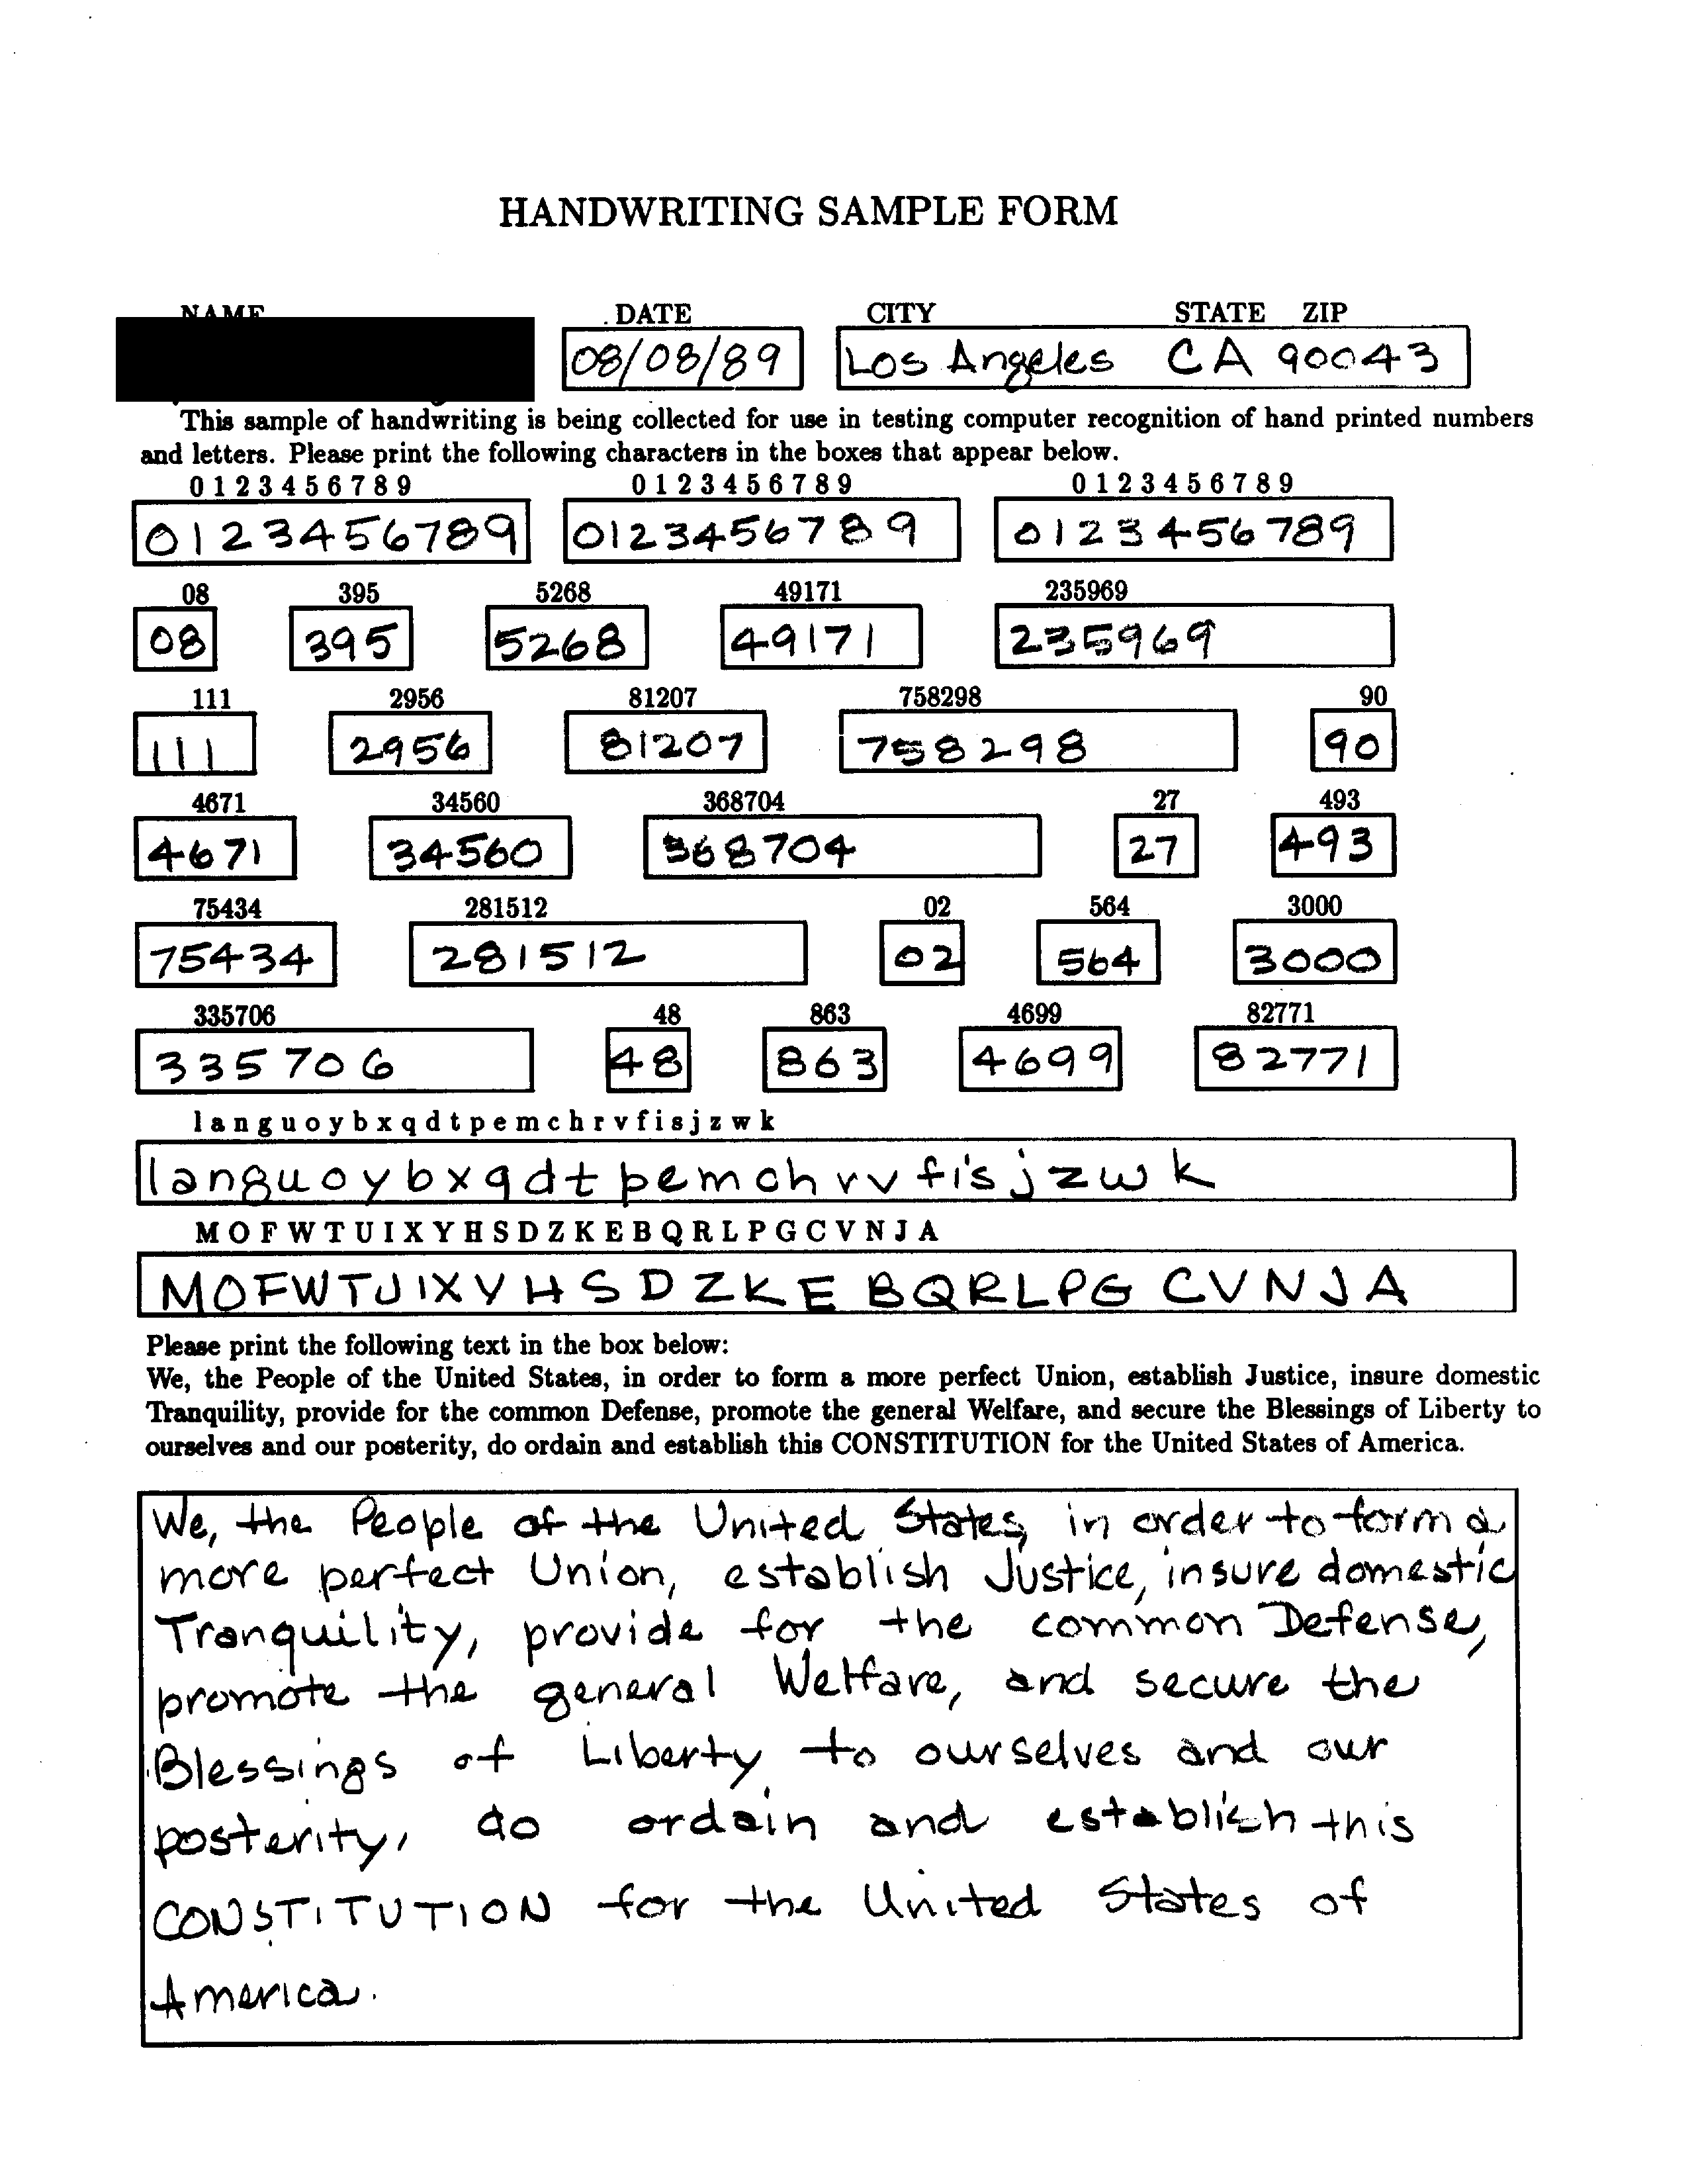 HANDWRITING SAMPLE FORM
NAME DATE CITY STATE ZIP
08/08/89 Los Angeles CA 90043
This sample of handwriting is being collected for use in testing computer recognition of hand printed numbers
and letters. Please print the following characters in the boxes that appear below.
0 1 2 3 4 5 6 7 8 9 0 1 2 3 4 5 6 7 8 9 0 1 2 3 4 5 6 7 8 9
0123456789 0123456789 0123456789
08 395 5268 49171 235969
08 395 5268 49171 235969
111 2956 81207 758298 90
111 2956 81207 758298 90
4671 34560 368704 27 493
4671 34560 368704 27 493
75434 281512 02 564 3000
75434 281512 02 564 3000
335706 48 863 4699 82771
335706 48 863 4699 82771
l a n g u o y b x q d t p e m c h r v f i s j z w k
l a n g u o y b x q d t p e m c h r v f i s j z w k
M O F W T U I X Y H S D Z K E B Q R L P G C V N J A
M O F W T U I X Y H S D Z K E B Q R L P G C V N J A
Please print the following text in the box below:
We, the People of the United States, in order to form a more perfect Union, establish Justice, insure domestic
Tranquility, provide for the common Defense, promote the general Welfare, and secure the Blessings of Liberty to
ourselves and our posterity, do ordain and establish this CONSTITUTION for the United States of America.
We, the People of the United States, in order to form a
more perfect Union, establish Justice, insure domestic
Tranquility, provide for the common Defense,
promote the general Welfare, and secure the
Blessings of Liberty to ourselves and our
posterity, do ordain and establish this
CONSTITUTION for the United States of
America.